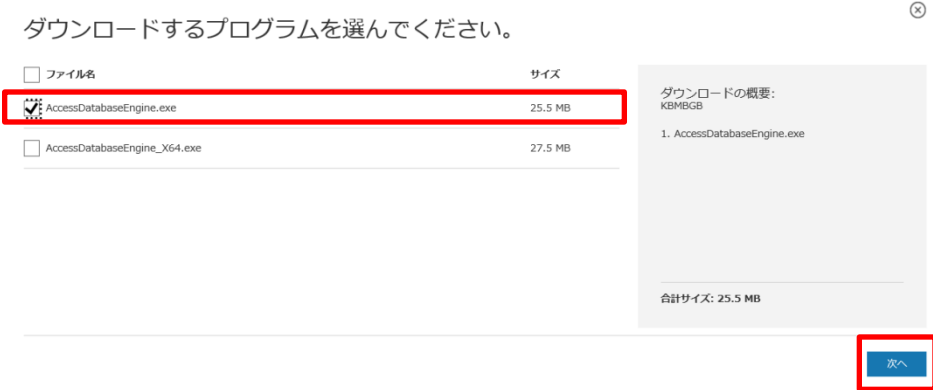 ダウンロードするプログラムを選んでください。
ファイル名 サイズ
AccessDatabaseEngine.exe 25.5 MB
AccessDatabaseEngine_X64.exe 27.5 MB
ダウンロードの概要:
KBMBGB
1. AccessDatabaseEngine.exe
合計サイズ: 25.5 MB
次へ